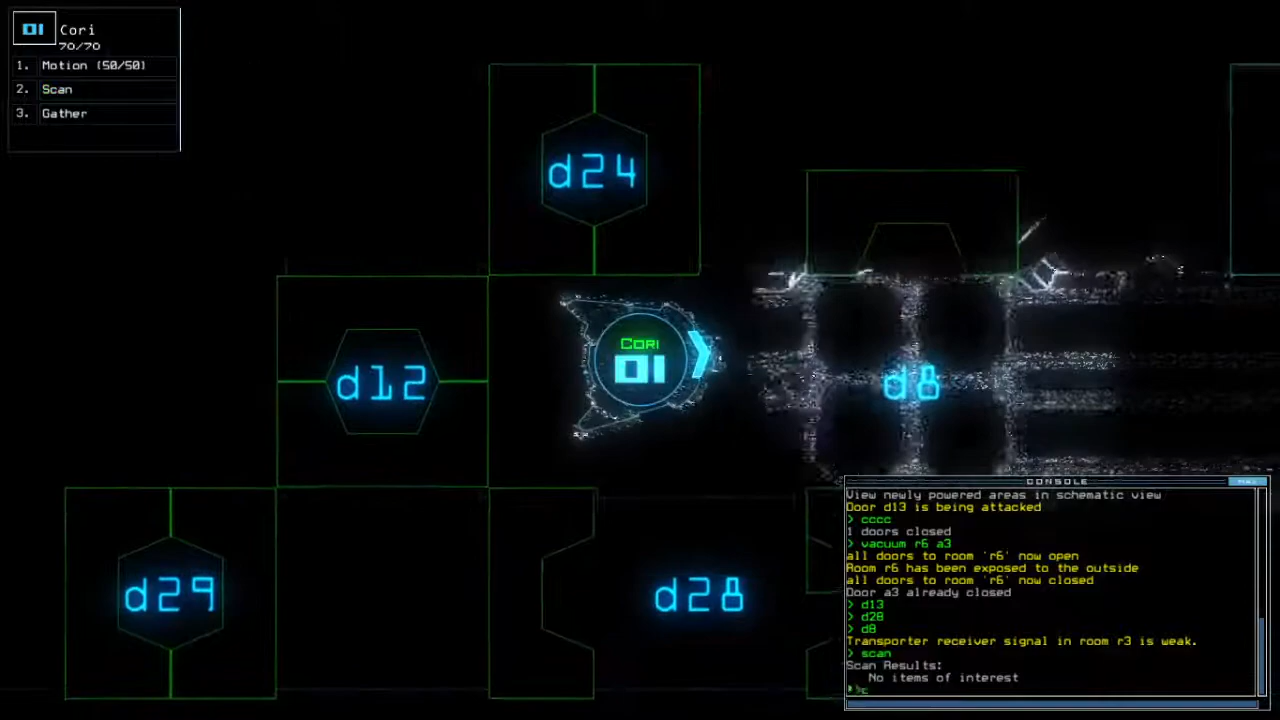 01 Cori
70/70
1. Motion (50/50)
2. Scan
3. Gather
d24
Cori
01
d12
d8
d29
d28
CONSOLE
View newly powered areas in schematic view
Door d13 is being attacked
> cccc
1 doors closed
> vacuum r6 a3
all doors to room 'r6' now open
Room r6 has been exposed to the outside
all doors to room 'r6' now closed
Door a3 already closed
> d13
> d28
> d8
Transporter receiver signal in room r3 is weak.
> scan
Scan Results:
No items of interest
>c